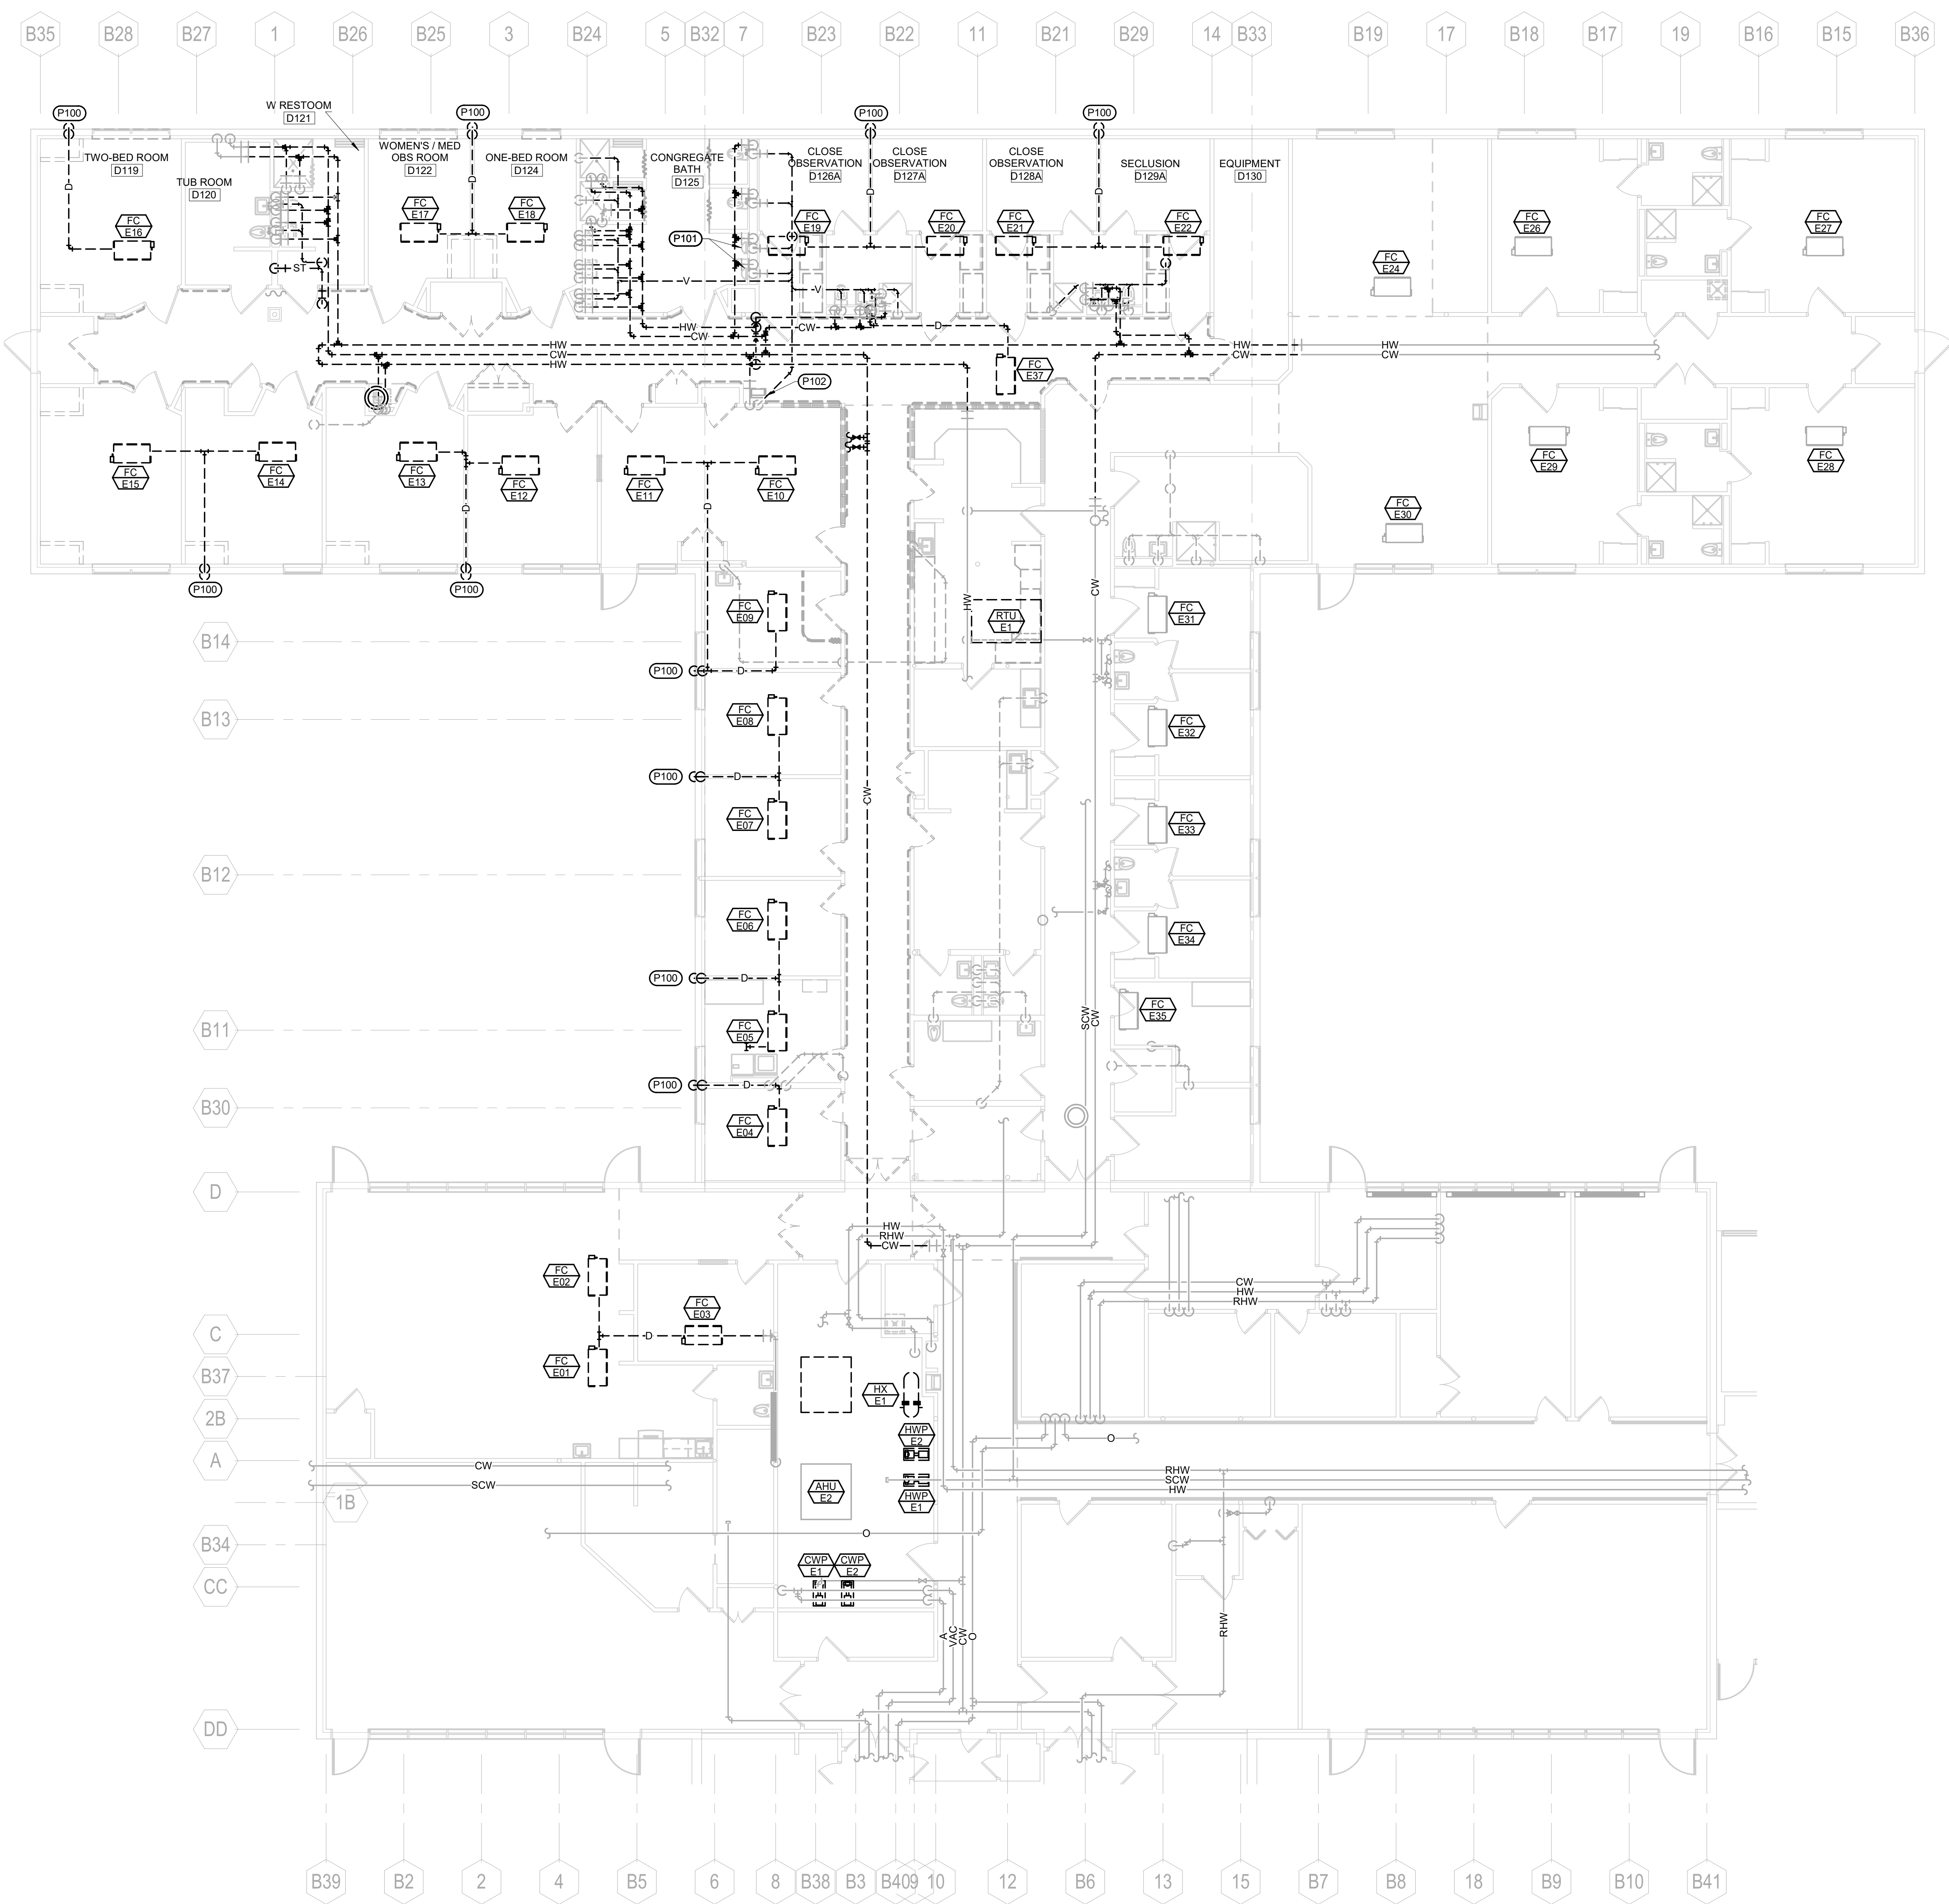 B35
B28
B27
1
B26
B25
3
B24
5
B32
7
B23
B22
11
B21
B29
14
B33
B19
17
B18
B17
19
B16
B15
B36
P100
W RESTOOM
D121
P100
P100
P100
TWO-BED ROOM
D119
TUB ROOM
D120
WOMEN'S / MED
OBS ROOM
D122
ONE-BED ROOM
D124
CONGREGATE
BATH
D125
CLOSE
OBSERVATION
D126A
CLOSE
OBSERVATION
D127A
CLOSE
OBSERVATION
D128A
SECLUSION
D129A
EQUIPMENT
D130
D
D
D
D
FC
E16
FC
E17
FC
E18
FC
E19
FC
E20
FC
E21
FC
E22
FC
E24
FC
E26
FC
E27
P101
ST
V
V
HW
CW
CW
D
HW
CW
HW
HW
CW
HW
CW
FC
E37
P102
FC
E15
FC
E14
FC
E13
FC
E12
FC
E11
FC
E10
FC
E29
FC
E28
FC
E30
D
D
P100
P100
CW
HW
FC
E09
RTU
E1
FC
E31
B14
P100
D
B13
FC
E08
FC
E32
P100
D
CW
FC
E07
FC
E33
B12
FC
E06
FC
E34
P100
D
FC
E35
SCW
CW
B11
FC
E05
P100
D
B30
FC
E04
D
HW
RHW
CW
FC
E02
CW
HW
RHW
FC
E03
C
D
FC
E01
B37
HX
E1
2B
HWP
E2
O
A
CW
RHW
SCW
SCW
HW
AHU
E2
HWP
E1
1B
O
B34
CWP
E1
CWP
E2
CC
A
VAC
CW
O
RHW
DD
B39
B2
2
4
B5
6
8
B38
B3
B40
9
10
12
B6
13
15
B7
B8
18
B9
B10
B41